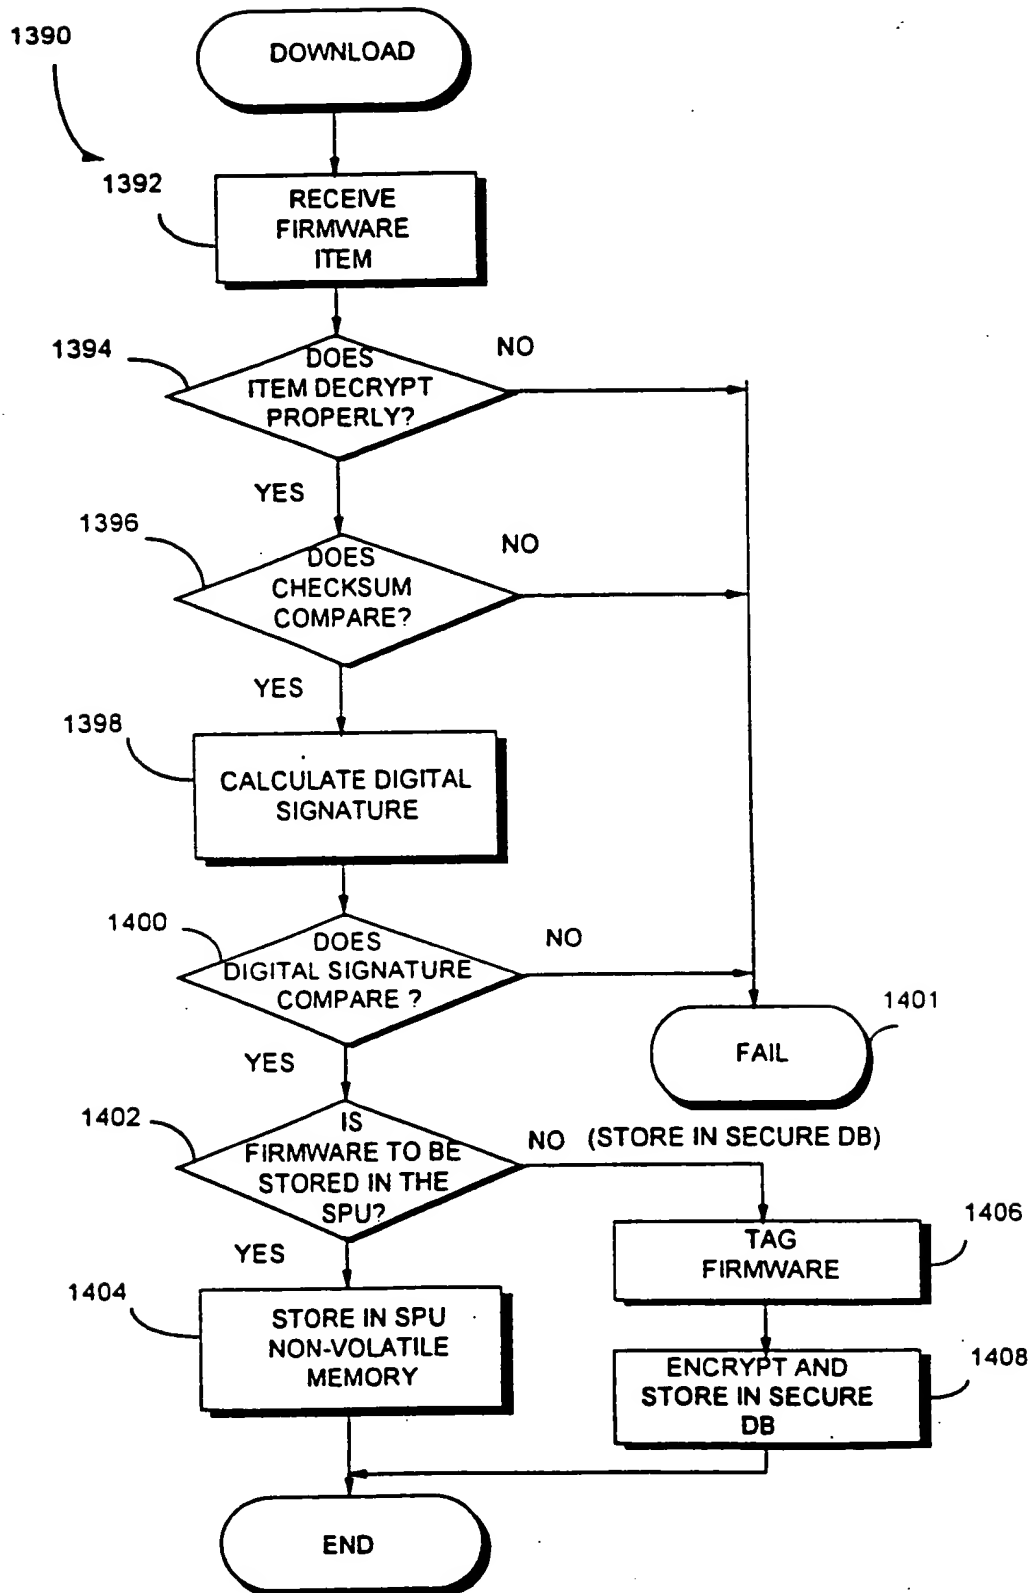 1390
DOWNLOAD
1392
RECEIVE
FIRMWARE
ITEM
1394
DOES
ITEM DECRYPT
PROPERLY?
NO
YES
1396
DOES
CHECKSUM
COMPARE?
NO
YES
1398
CALCULATE DIGITAL
SIGNATURE
1400
DOES
DIGITAL SIGNATURE
COMPARE ?
NO
1401
FAIL
YES
1402
IS
FIRMWARE TO BE
STORED IN THE
SPU?
NO (STORE IN SECURE DB)
YES
1406
TAG
FIRMWARE
1404
STORE IN SPU
NON-VOLATILE
MEMORY
1408
ENCRYPT AND
STORE IN SECURE
DB
END